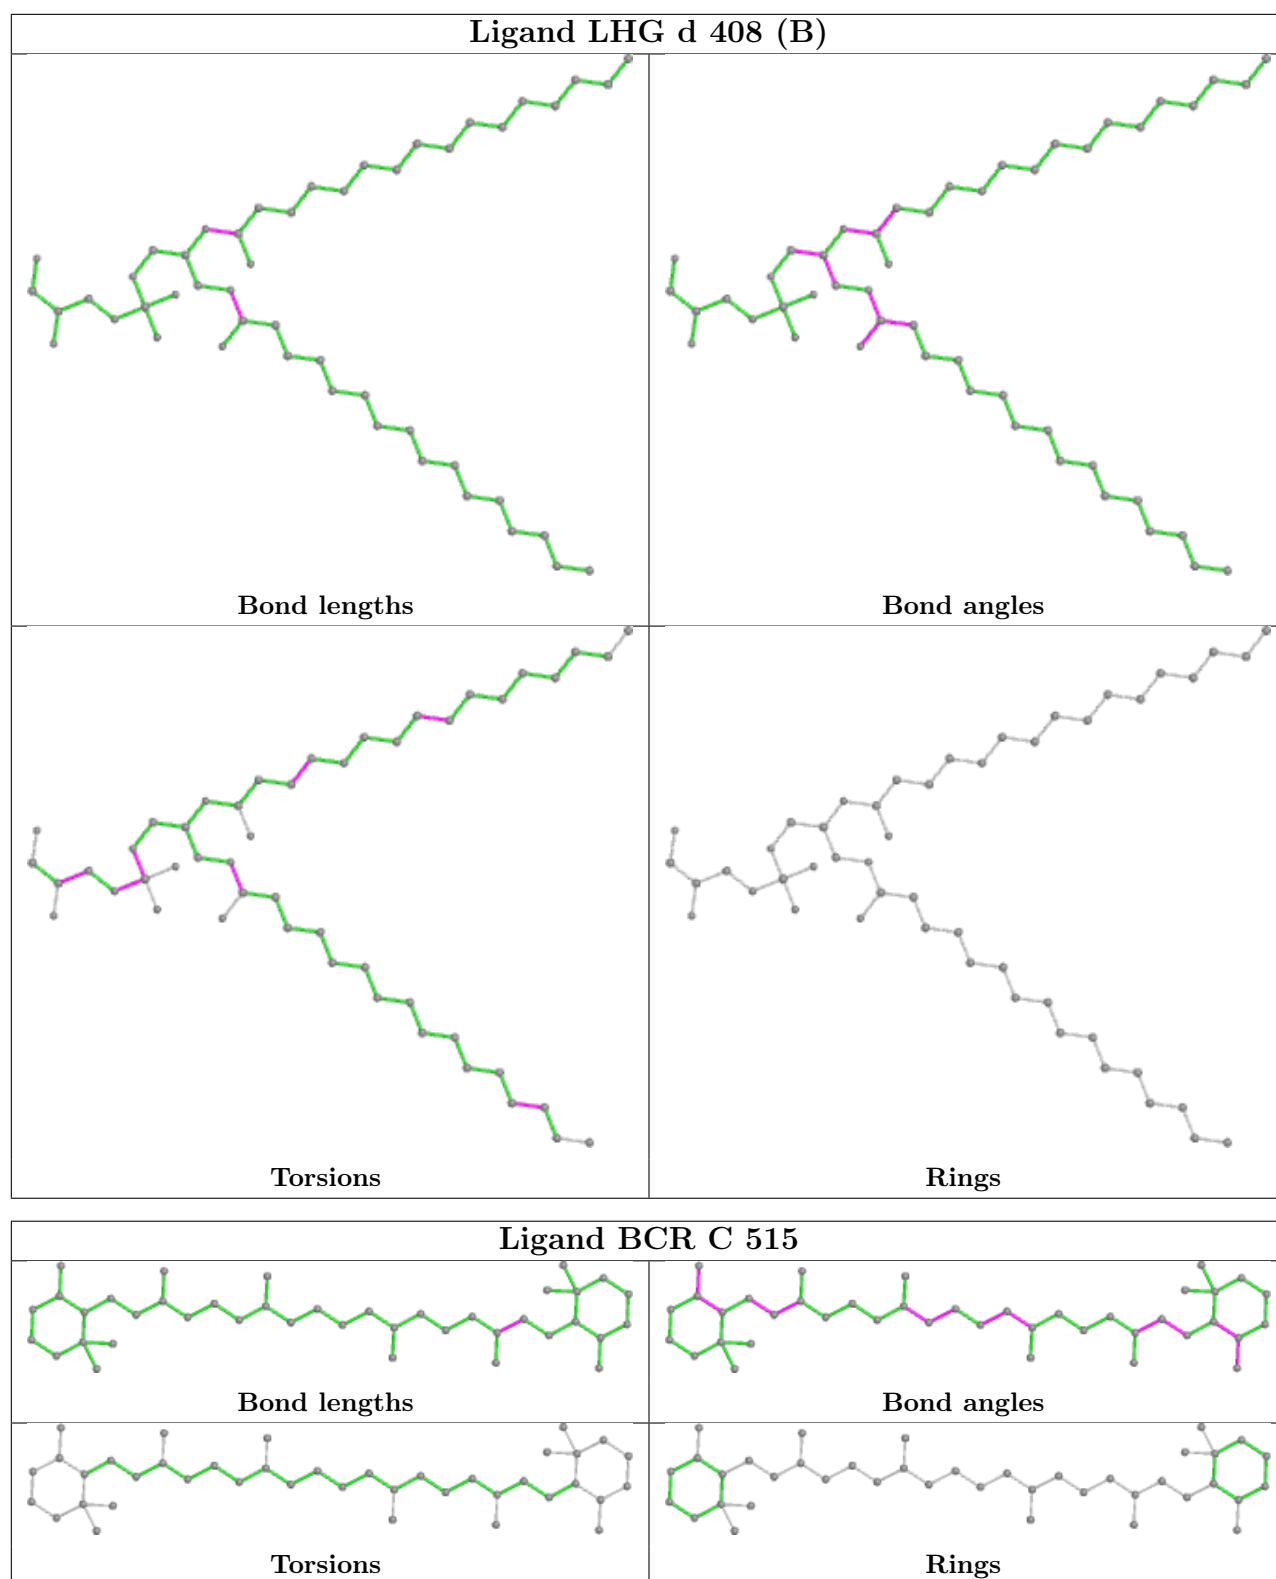 Ligand LHG d 408 (B)
Bond lengths
Bond angles
Torsions
Rings
Ligand BCR C 515
Bond lengths
Bond angles
Torsions
Rings